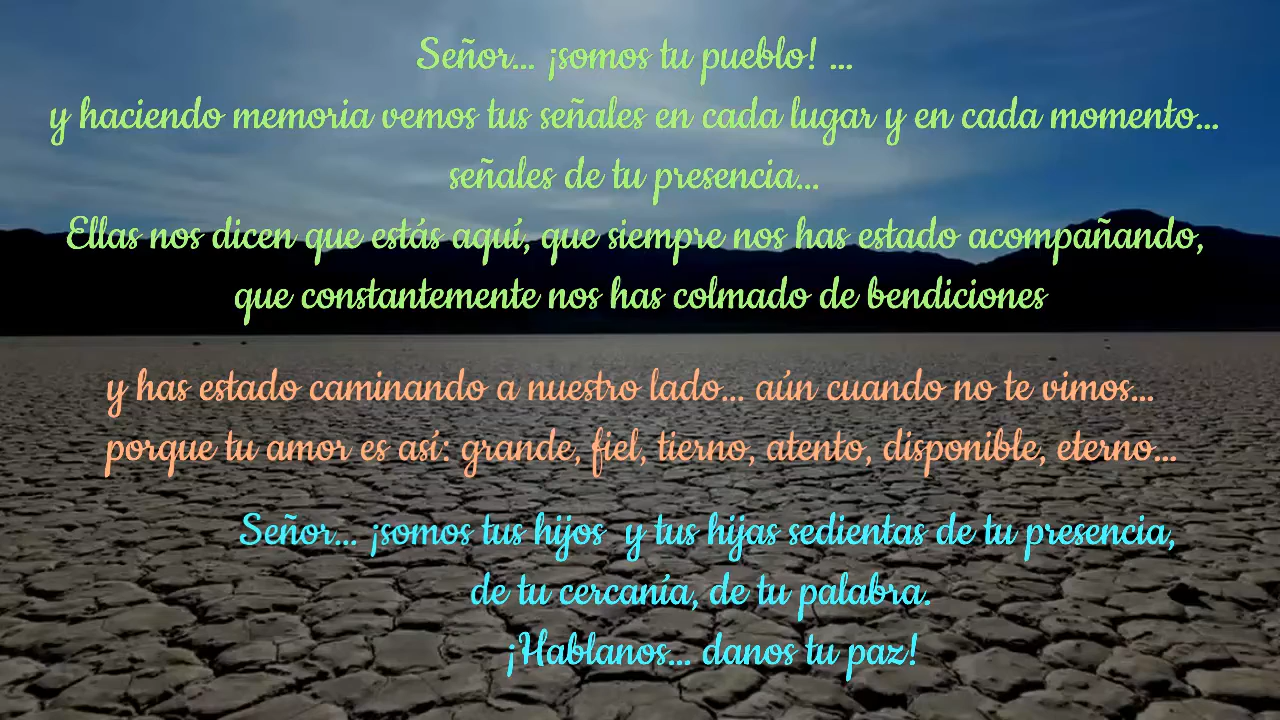 Señor... ¡somos tu pueblo! ...
y haciendo memoria vemos tus señales en cada lugar y en cada momento...
señales de tu presencia...
Ellas nos dicen que estás aquí, que siempre nos has estado acompañando,
que constantemente nos has colmado de bendiciones
y has estado caminando a nuestro lado... aún cuando no te vimos...
porque tu amor es así: grande, fiel, tierno, atento, disponible, eterno...
Señor... ¡somos tus hijos y tus hijas sedientas de tu presencia,
de tu cercanía, de tu palabra.
¡Hablanos... danos tu paz!